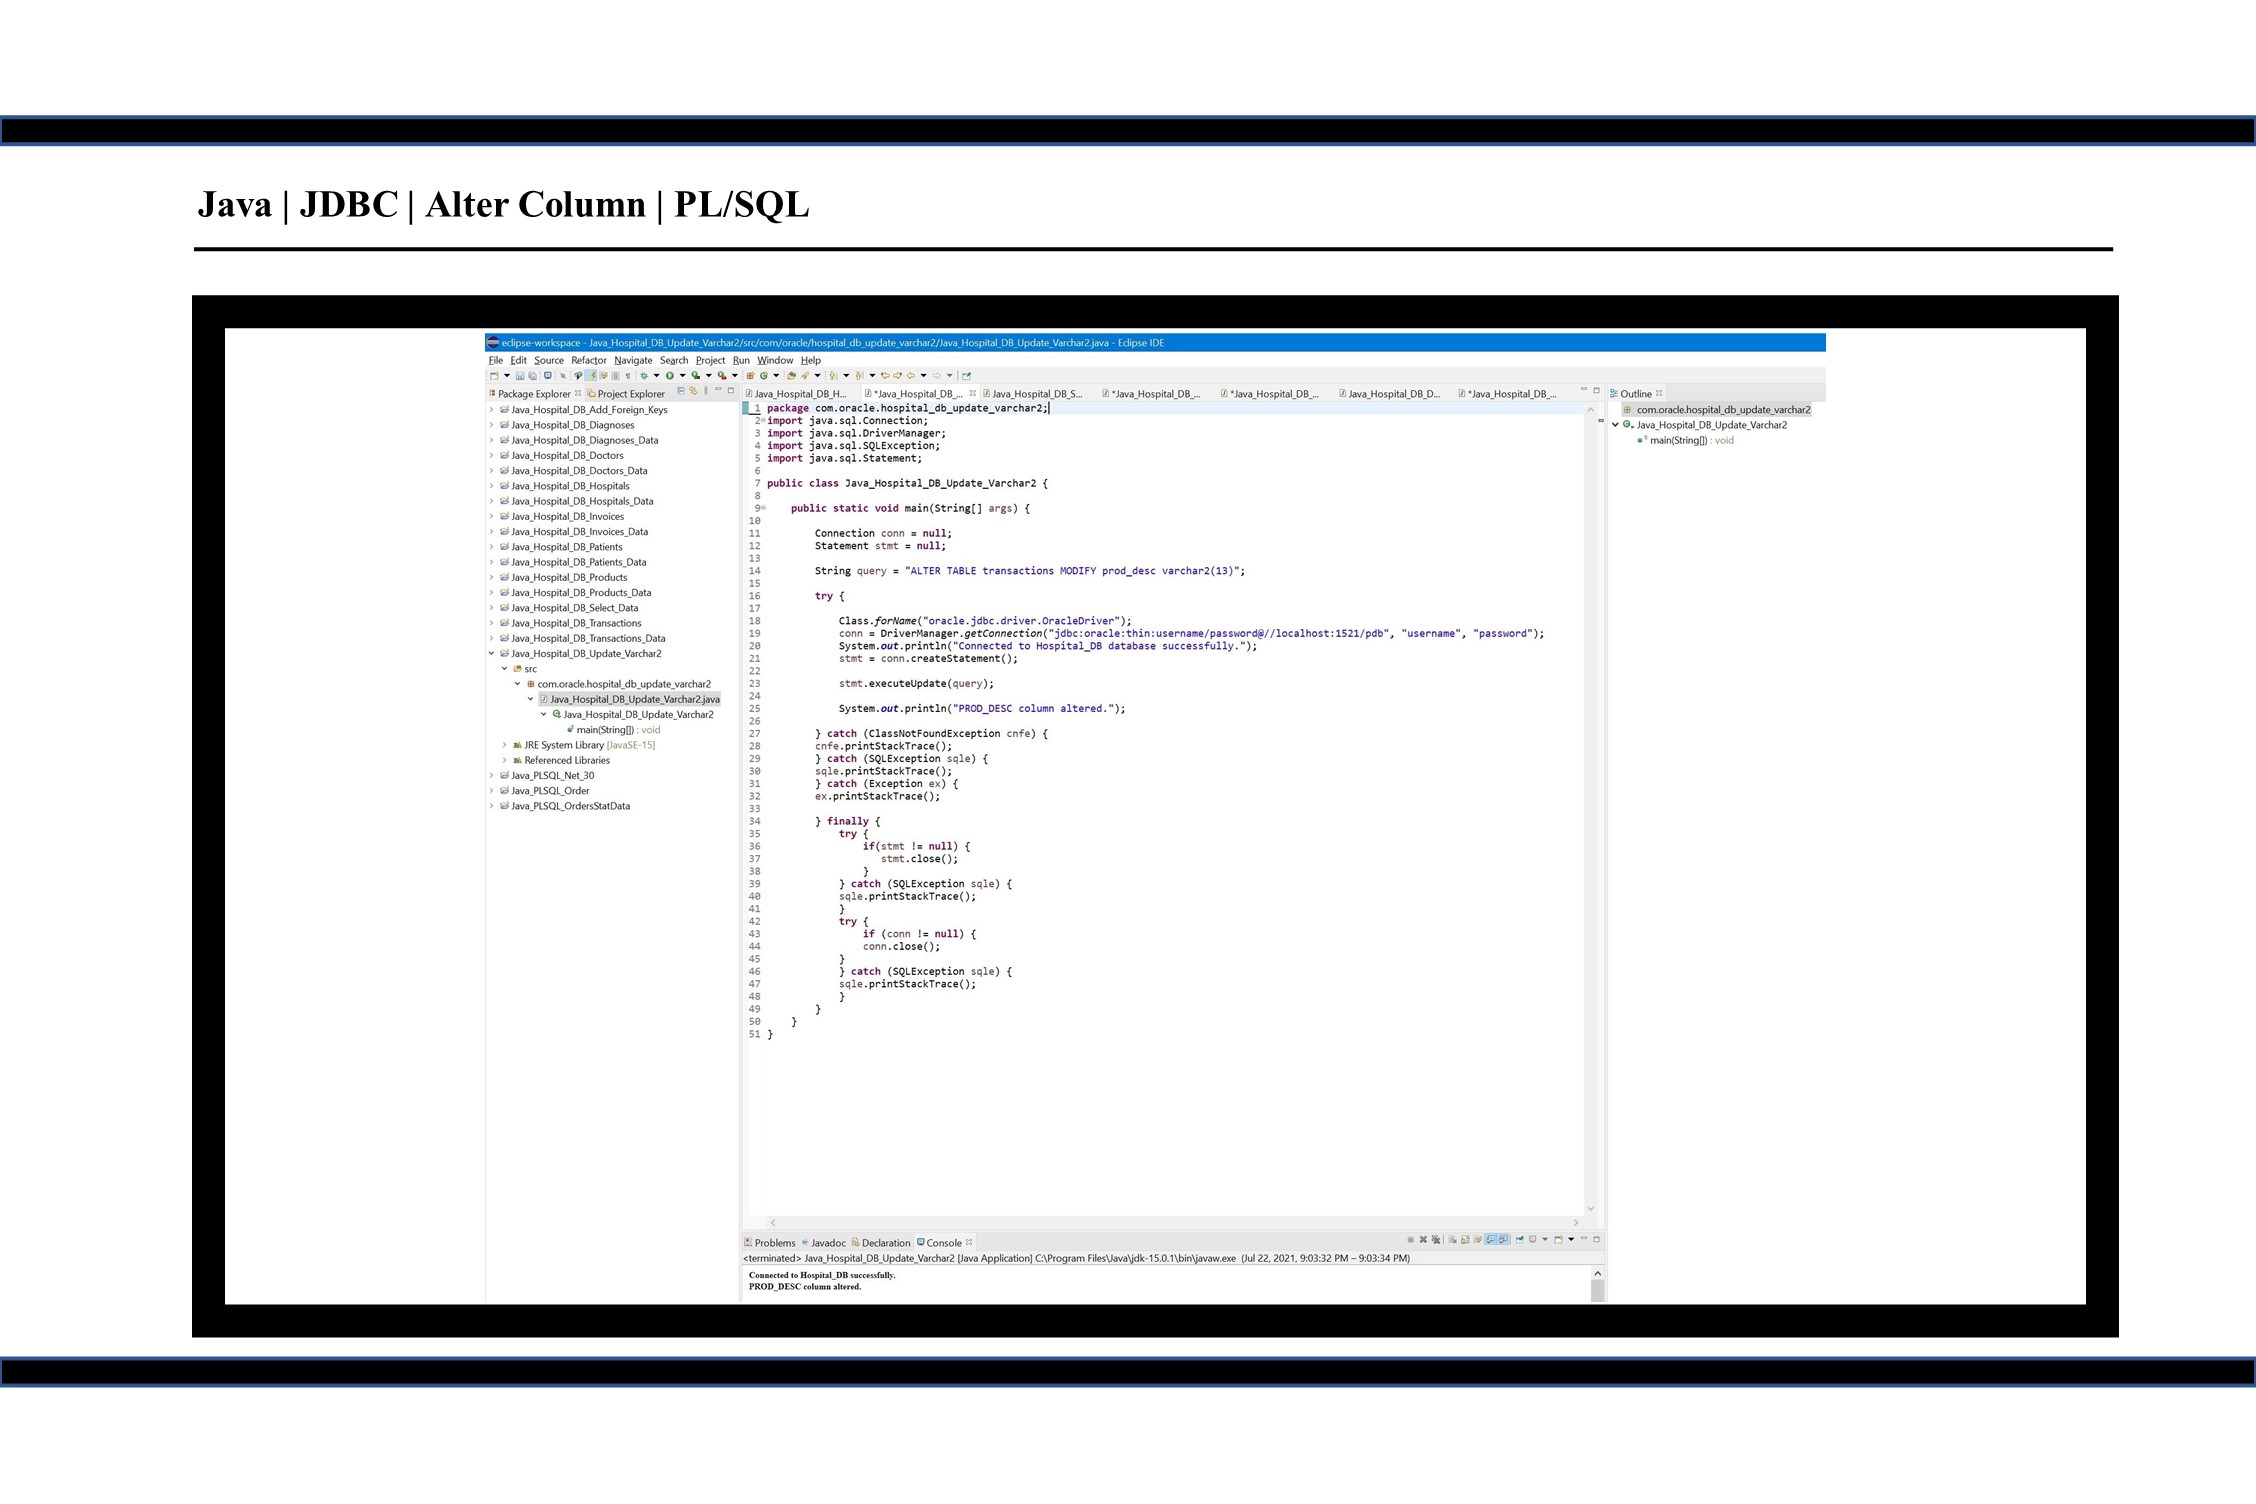 Java | JDBC | Alter Column | PL/SQL
eclipse-workspace - Java_Hospital_DB_Update_Varchar2/src/com/oracle/hospital_db_update_varchar2/Java_Hospital_DB_Update_Varchar2.java - Eclipse IDE
File Edit Source Refactor Navigate Search Project Run Window Help
Package Explorer Project Explorer
Java_Hospital_DB_Add_Foreign_Keys
Java_Hospital_DB_Diagnoses
Java_Hospital_DB_Diagnoses_Data
Java_Hospital_DB_Doctors
Java_Hospital_DB_Doctors_Data
Java_Hospital_DB_Hospitals
Java_Hospital_DB_Hospitals_Data
Java_Hospital_DB_Invoices
Java_Hospital_DB_Invoices_Data
Java_Hospital_DB_Patients
Java_Hospital_DB_Patients_Data
Java_Hospital_DB_Products
Java_Hospital_DB_Products_Data
Java_Hospital_DB_Select_Data
Java_Hospital_DB_Transactions
Java_Hospital_DB_Transactions_Data
Java_Hospital_DB_Update_Varchar2
src
com.oracle.hospital_db_update_varchar2
Java_Hospital_DB_Update_Varchar2.java
Java_Hospital_DB_Update_Varchar2
main(String[]) : void
JRE System Library [JavaSE-15]
Referenced Libraries
Java_PLSQL_Net_30
Java_PLSQL_Order
Java_PLSQL_OrdersStatData
Java_Hospital_DB_H... *Java_Hospital_DB_... Java_Hospital_DB_S... *Java_Hospital_DB_... *Java_Hospital_DB_... Java_Hospital_DB_D... *Java_Hospital_DB_...
1 package com.oracle.hospital_db_update_varchar2;
2 import java.sql.Connection;
3 import java.sql.DriverManager;
4 import java.sql.SQLException;
5 import java.sql.Statement;
6
7 public class Java_Hospital_DB_Update_Varchar2 {
8
9 public static void main(String[] args) {
10
11 Connection conn = null;
12 Statement stmt = null;
13
14 String query = "ALTER TABLE transactions MODIFY prod_desc varchar2(13)";
15
16 try {
17
18 Class.forName("oracle.jdbc.driver.OracleDriver");
19 conn = DriverManager.getConnection("jdbc:oracle:thin:username/password@//localhost:1521/pdb", "username", "password");
20 System.out.println("Connected to Hospital_DB database successfully.");
21 stmt = conn.createStatement();
22
23 stmt.executeUpdate(query);
24
25 System.out.println("PROD_DESC column altered.");
26
27 } catch (ClassNotFoundException cnfe) {
28 cnfe.printStackTrace();
29 } catch (SQLException sqle) {
30 sqle.printStackTrace();
31 } catch (Exception ex) {
32 ex.printStackTrace();
33
34 } finally {
35 try {
36 if(stmt != null) {
37 stmt.close();
38 }
39 } catch (SQLException sqle) {
40 sqle.printStackTrace();
41 }
42 try {
43 if (conn != null) {
44 conn.close();
45 }
46 } catch (SQLException sqle) {
47 sqle.printStackTrace();
48 }
49 }
50 }
51 }
Outline
com.oracle.hospital_db_update_varchar2
Java_Hospital_DB_Update_Varchar2
main(String[]) : void
Problems Javadoc Declaration Console
<terminated> Java_Hospital_DB_Update_Varchar2 [Java Application] C:\Program Files\Java\jdk-15.0.1\bin\javaw.exe (Jul 22, 2021, 9:03:32 PM – 9:03:34 PM)
Connected to Hospital_DB successfully.
PROD_DESC column altered.